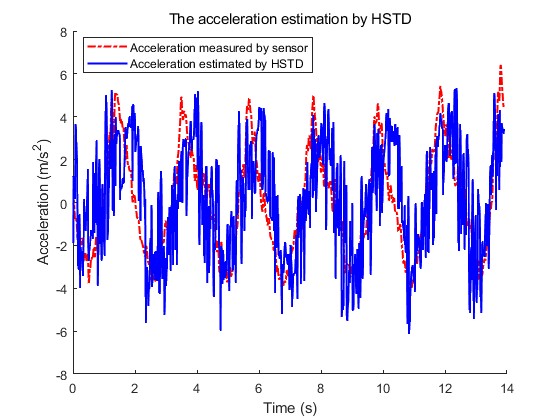 The acceleration estimation by HSTD
8
Acceleration measured by sensor
Acceleration estimated by HSTD
6
4
2
0
-2
-4
-6
-8
Acceleration (m/s²)
0 2 4 6 8 10 12 14
Time (s)